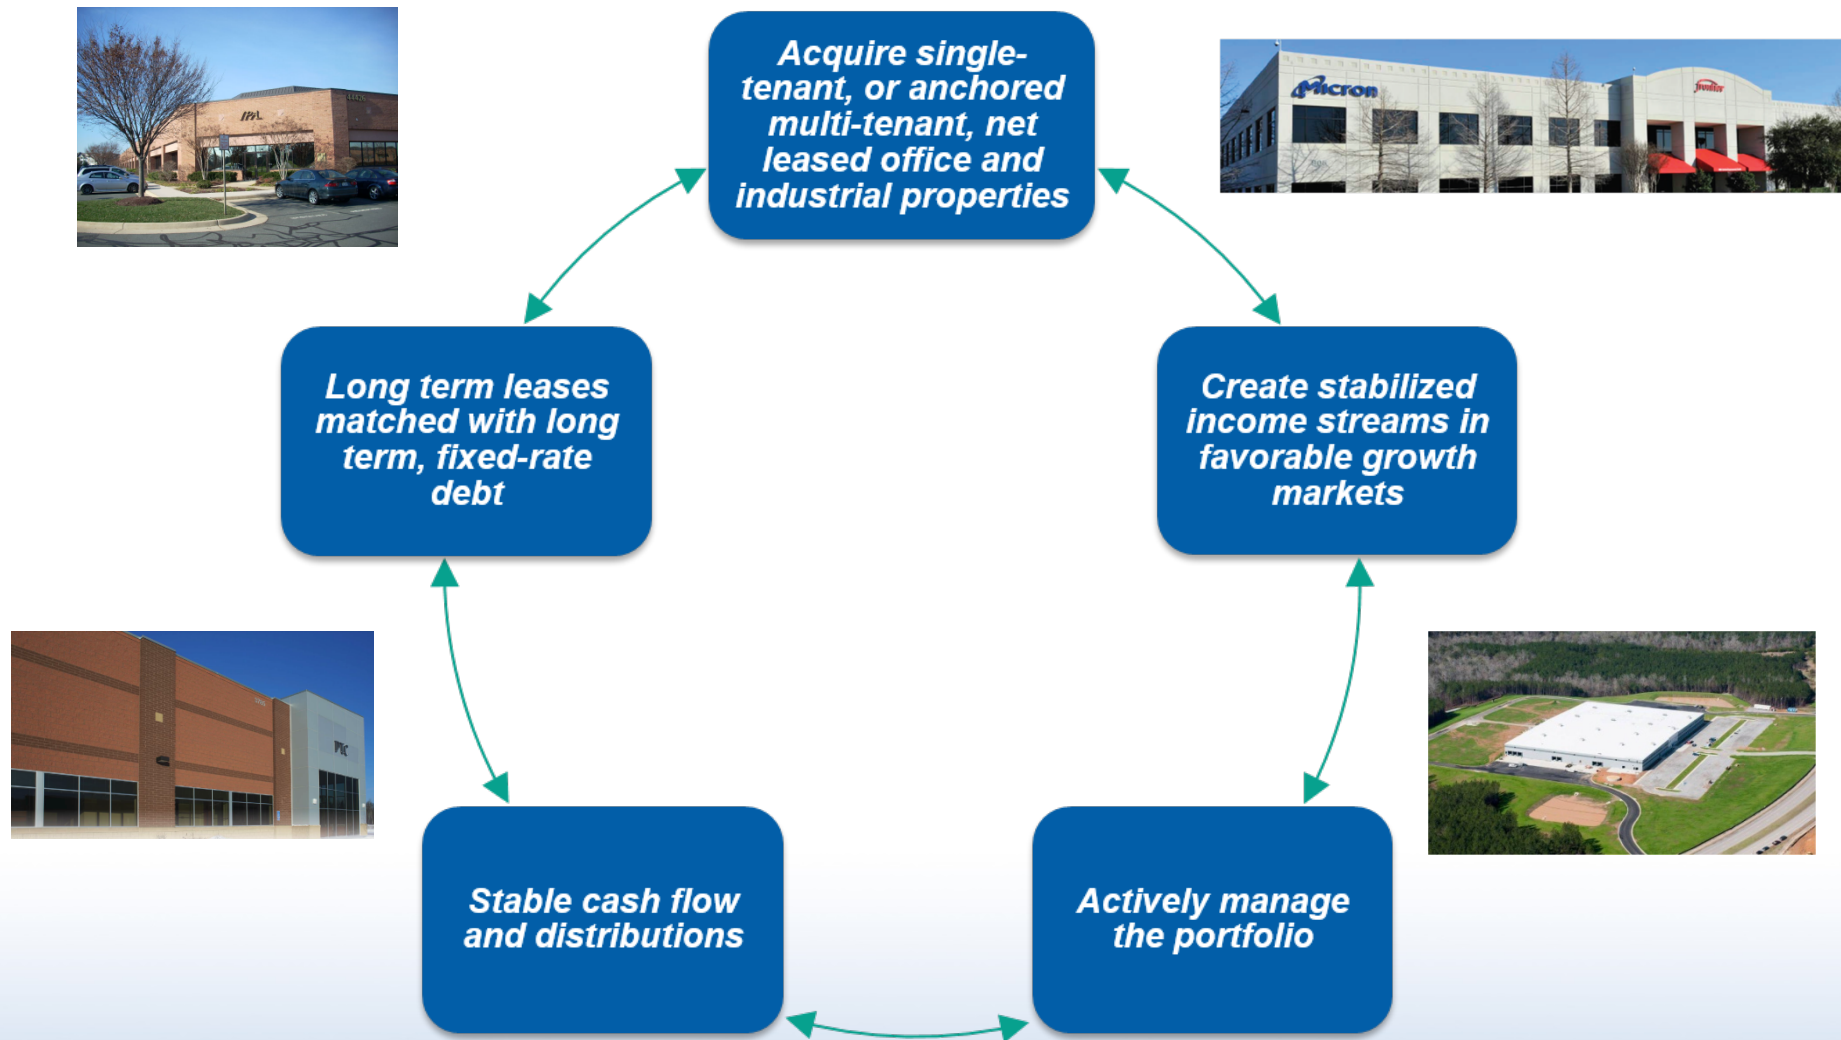 Acquire single-
tenant, or anchored
multi-tenant, net
leased office and
industrial properties
Micron
Long term leases
matched with long
term, fixed-rate
debt
Create stabilized
income streams in
favorable growth
markets
Stable cash flow
and distributions
Actively manage
the portfolio